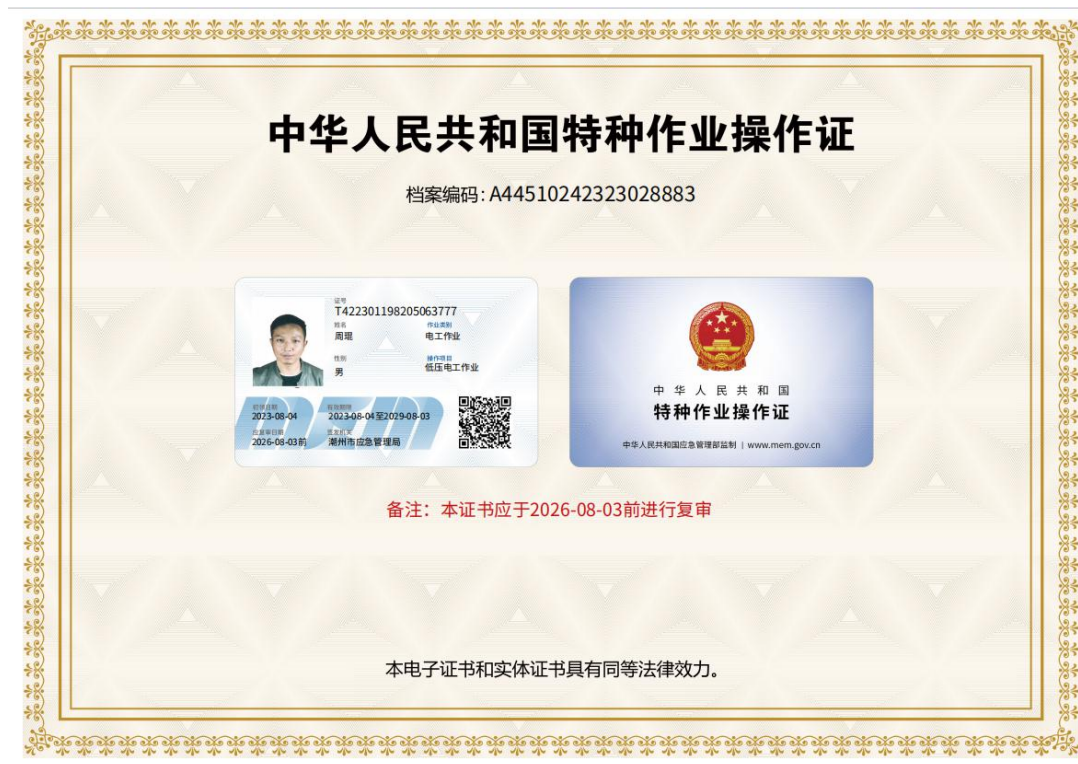 中华人民共和国特种作业操作证
档案编码：A44510242323028883
证号
T422301198205063777
姓名 作业类别
周琨 电工作业
性别 操作项目
男 低压电工作业
初领日期 有效期限
2023-08-04 2023-08-04至2029-08-03
应复审日期 签发机关
2026-08-03前 潮州市应急管理局
中华人民共和国
特种作业操作证
中华人民共和国应急管理部监制 | www.mem.gov.cn
备注：本证书应于2026-08-03前进行复审
本电子证书和实体证书具有同等法律效力。